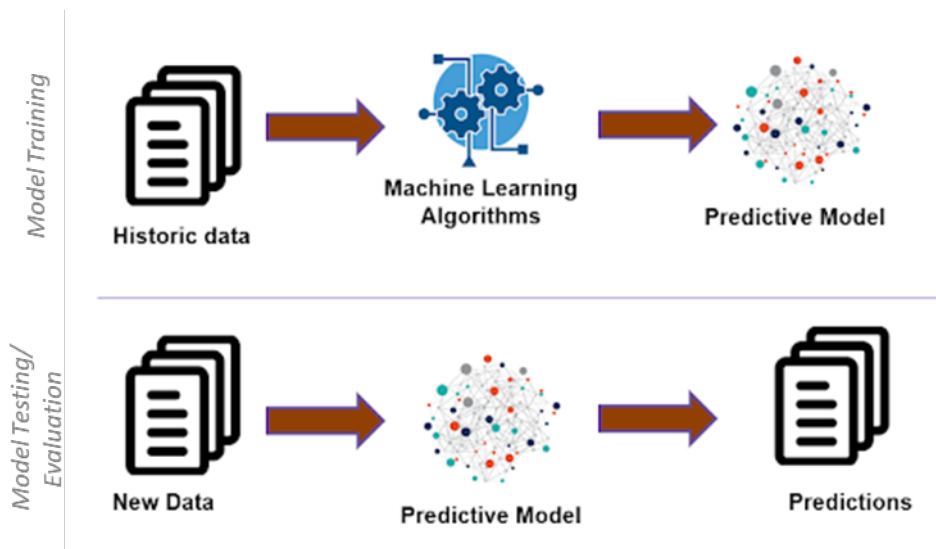 Model Training
Historic data
Machine Learning
Algorithms
Predictive Model
Model Testing/
Evaluation
New Data
Predictive Model
Predictions